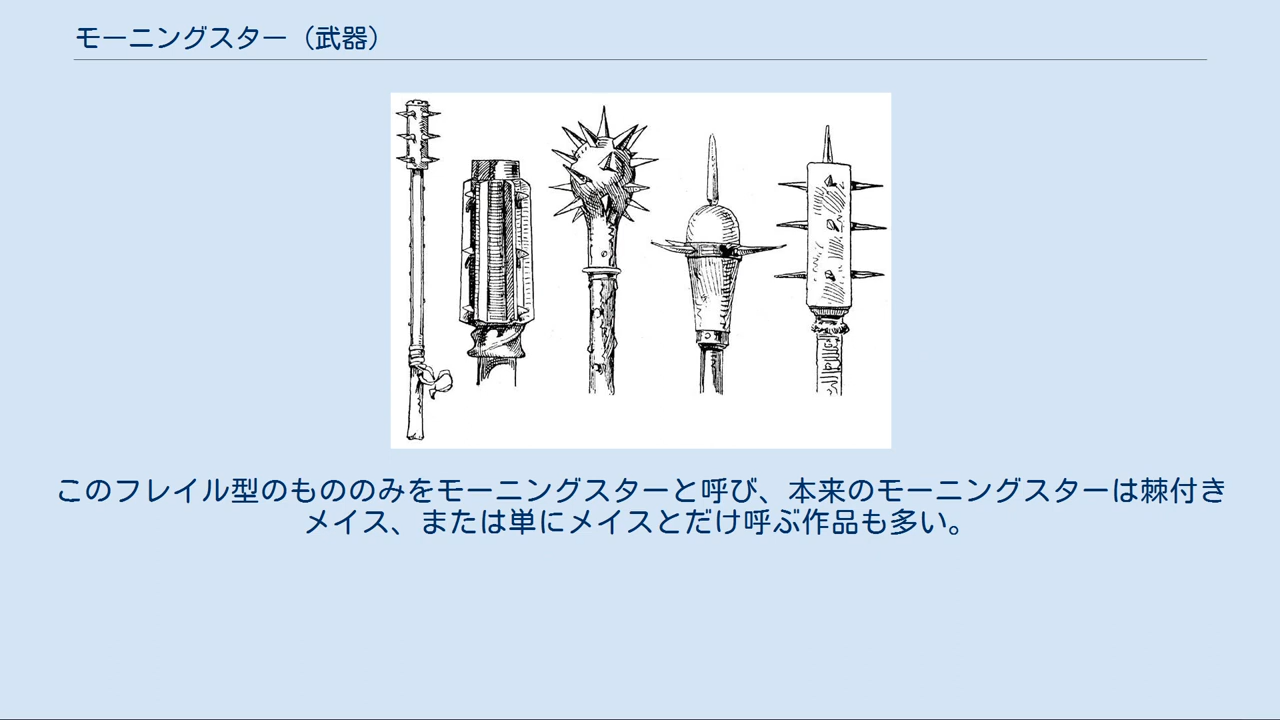 モーニングスター（武器）
このフレイル型のもののみをモーニングスターと呼び、本来のモーニングスターは棘付き
メイス、または単にメイスとだけ呼ぶ作品も多い。